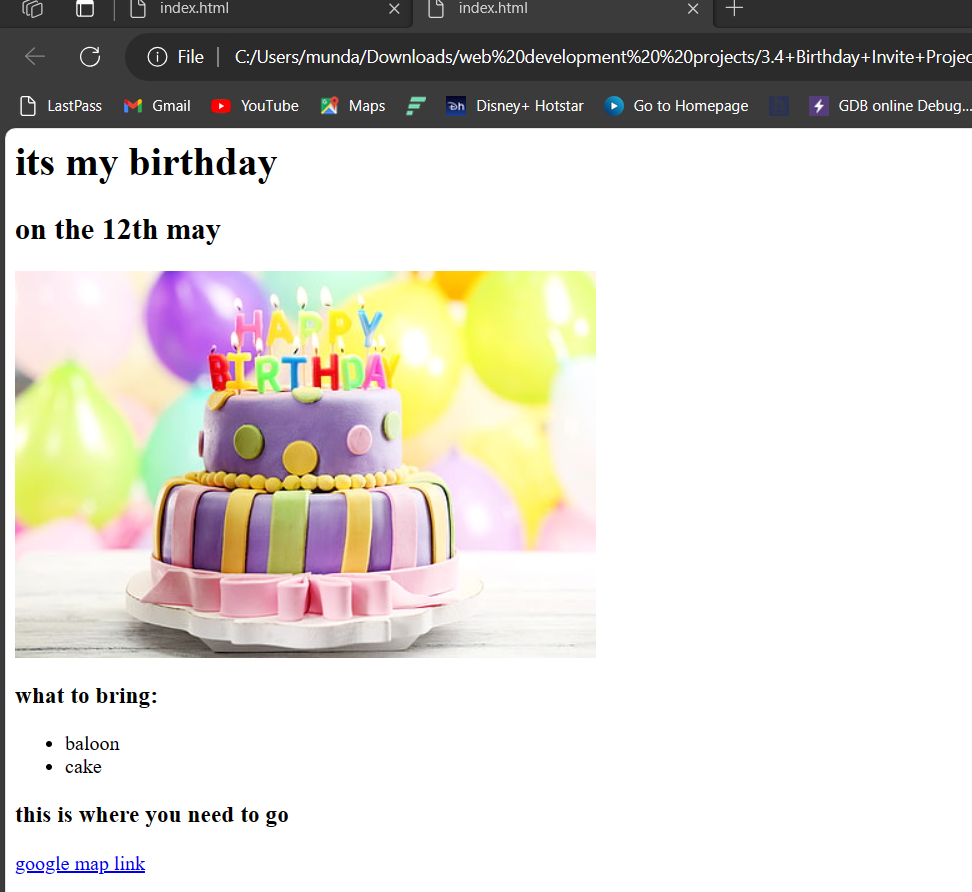 index.html
index.html
File
C:/Users/munda/Downloads/web%20development%20%20projects/3.4+Birthday+Invite+Projec
LastPass Gmail YouTube Maps Disney+ Hotstar Go to Homepage GDB online Debug...
its my birthday
on the 12th may
HAPPY
BIRTHDAY
what to bring:
baloon
cake
this is where you need to go
google map link